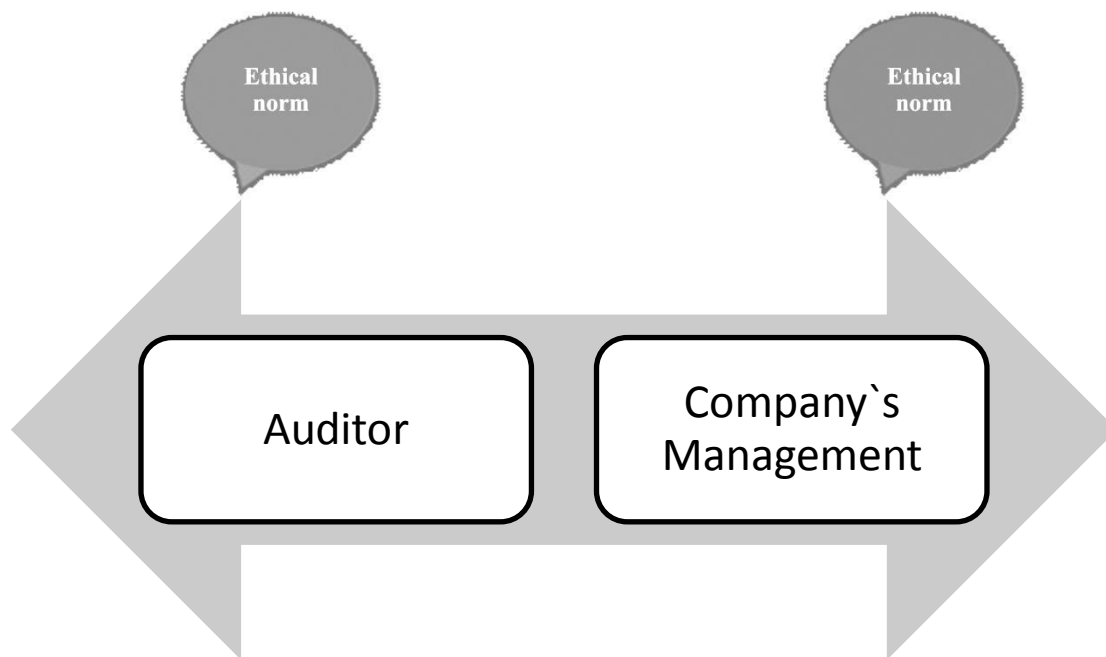 Ethical
norm
Ethical
norm
Auditor
Company`s
Management